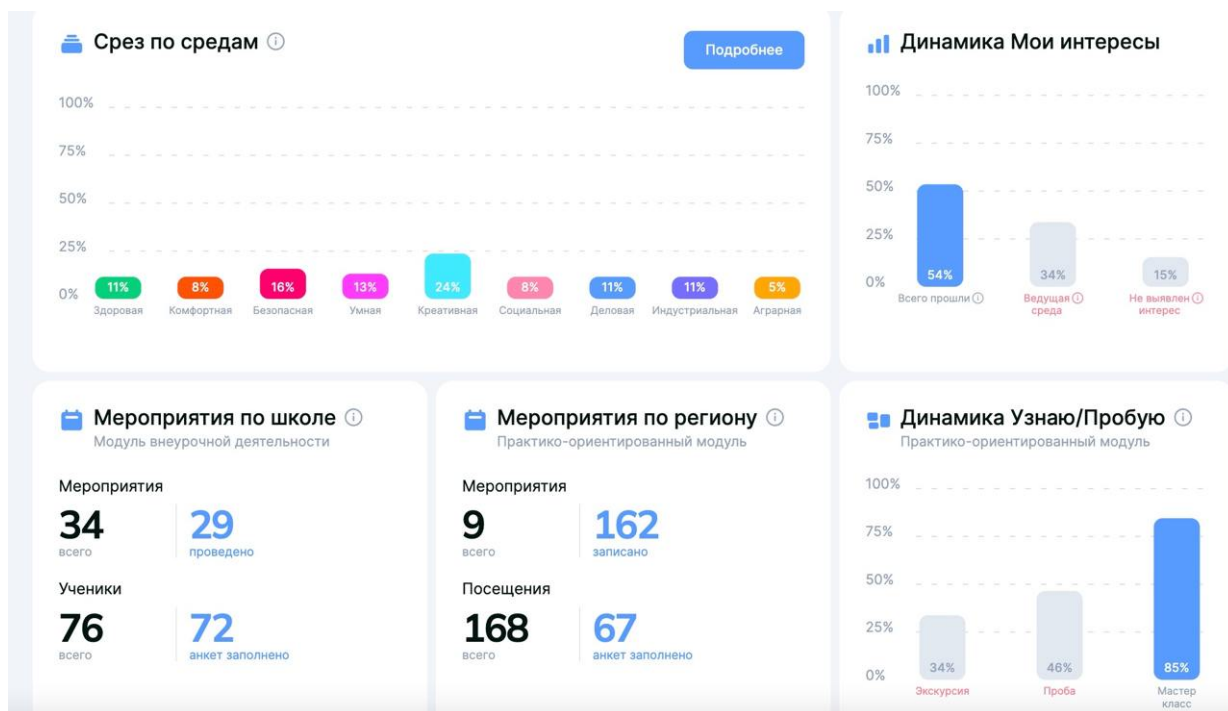 Срез по средам
Подробнее
100%
75%
50%
25%
0%
11%
8%
16%
13%
24%
8%
11%
11%
5%
Здоровая
Комфортная
Безопасная
Умная
Креативная
Социальная
Деловая
Индустриальная
Аграрная
Динамика Мои интересы
100%
75%
50%
25%
0%
54%
34%
15%
Всего прошли
Ведущая
среда
Не выявлен
интерес
Мероприятия по школе
Модуль внеурочной деятельности
Мероприятия
34
29
всего
проведено
Ученики
76
72
всего
анкет заполнено
Мероприятия по региону
Практико-ориентированный модуль
Мероприятия
9
162
всего
записано
Посещения
168
67
всего
анкет заполнено
Динамика Узнаю/Пробую
Практико-ориентированный модуль
100%
75%
50%
25%
0%
34%
46%
85%
Экскурсия
Проба
Мастер
класс